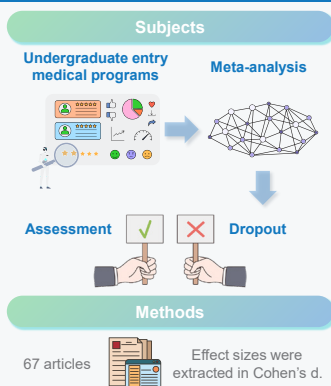 Subjects
Undergraduate entry
medical programs
Meta-analysis
Assessment
Dropout
Methods
67 articles
Effect sizes were
extracted in Cohen's d.